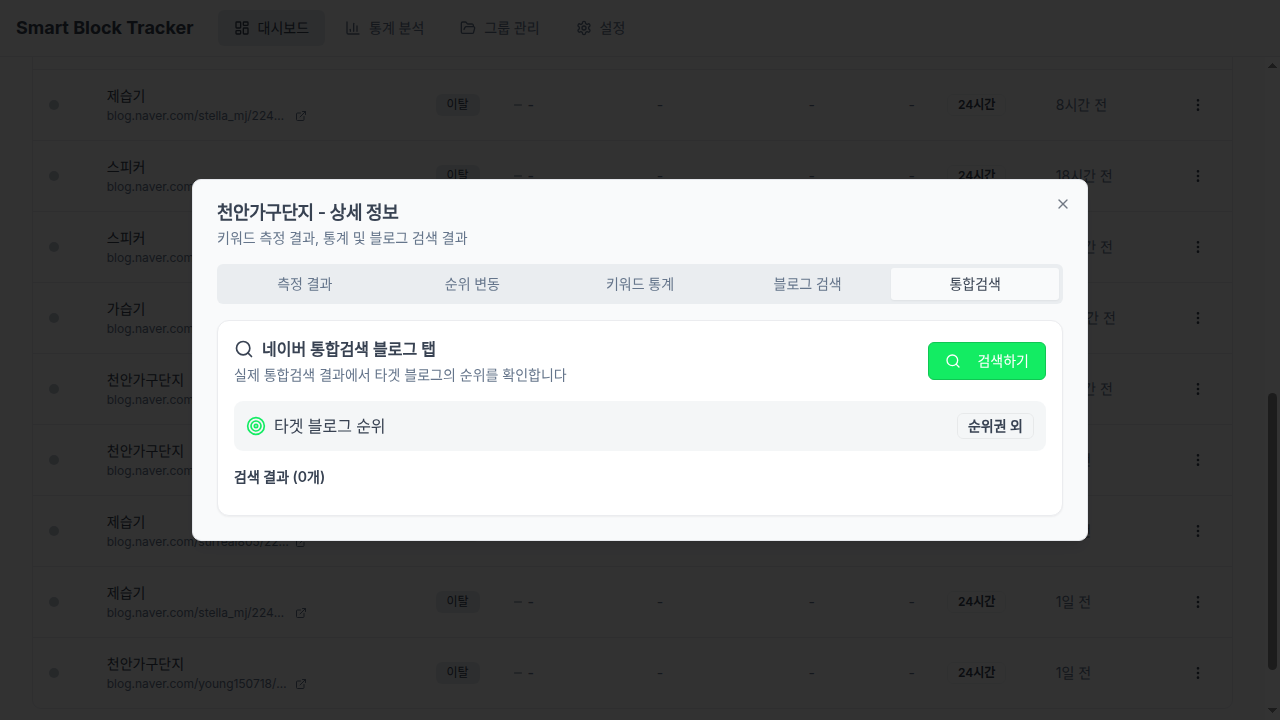 Smart Block Tracker
대시보드
통계 분석
그룹 관리
설정
제습기
이탈
-
-
-
-
24시간
8시간 전
blog.naver.com/stella_mj/224...
스피커
이탈
24시간
18시간 전
blog.naver.com
스피커
간 전
blog.naver.com
가습기
간 전
blog.naver.com
천안가구단지
간 전
blog.naver.com
천안가구단지
blog.naver.com
제습기
제습기
이탈
-
-
-
-
24시간
1일 전
blog.naver.com/stella_mj/224...
천안가구단지
이탈
-
-
-
-
24시간
1일 전
blog.naver.com/young150718/...
천안가구단지 - 상세 정보
키워드 측정 결과, 통계 및 블로그 검색 결과
측정 결과
순위 변동
키워드 통계
블로그 검색
통합검색
네이버 통합검색 블로그 탭
실제 통합검색 결과에서 타겟 블로그의 순위를 확인합니다
검색하기
타겟 블로그 순위
순위권 외
검색 결과 (0개)